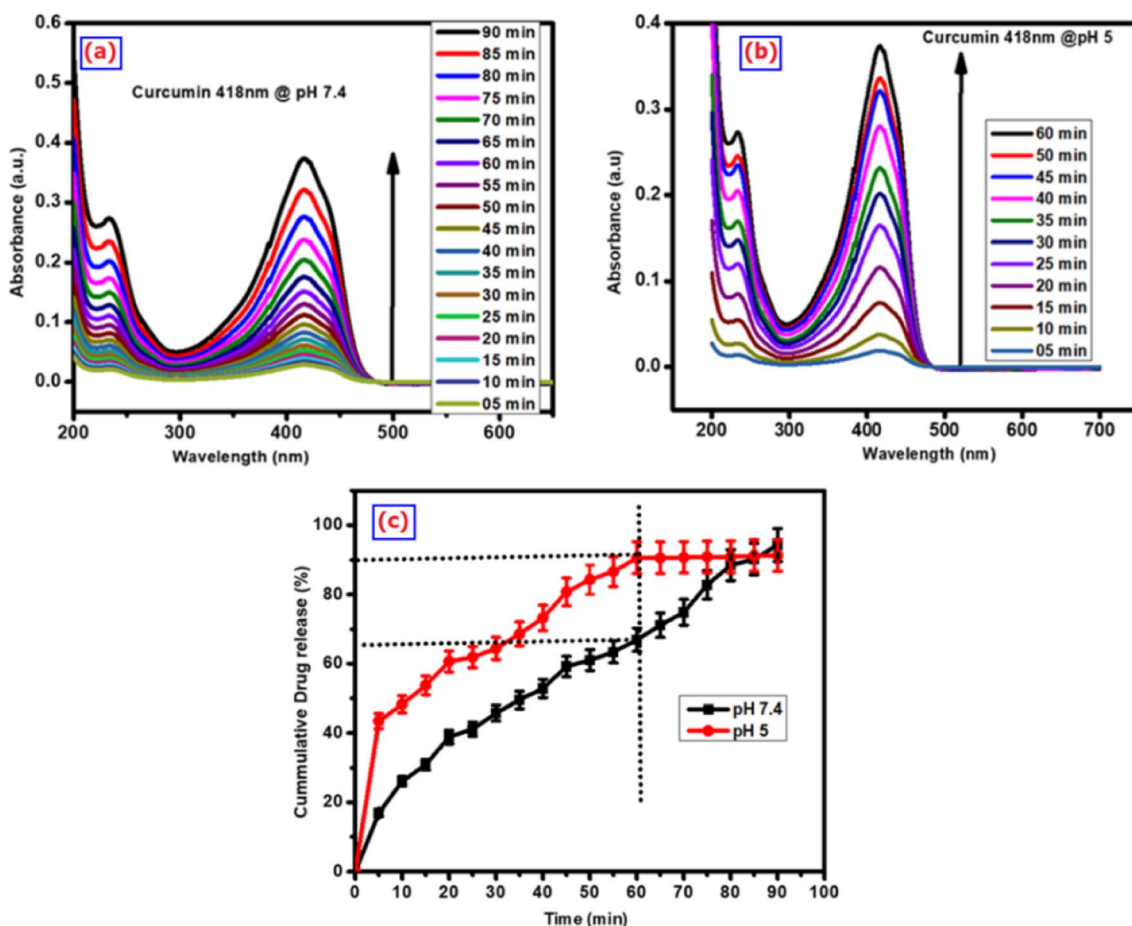 (a)
Curcumin 418nm @ pH 7.4
90 min
85 min
80 min
75 min
70 min
65 min
60 min
55 min
50 min
45 min
40 min
35 min
30 min
25 min
20 min
15 min
10 min
05 min
Absorbance (a.u.)
0.6
0.5
0.4
0.3
0.2
0.1
0.0
200
300
400
500
600
Wavelength (nm)
(b)
Curcumin 418nm @pH 5
60 min
50 min
45 min
40 min
35 min
30 min
25 min
20 min
15 min
10 min
05 min
Absorbance (a.u)
0.4
0.3
0.2
0.1
0.0
200
300
400
500
600
700
Wavelength (nm)
(c)
Cummulative Drug release (%)
100
80
60
40
20
0
pH 7.4
pH 5
0
10
20
30
40
50
60
70
80
90
100
Time (min)